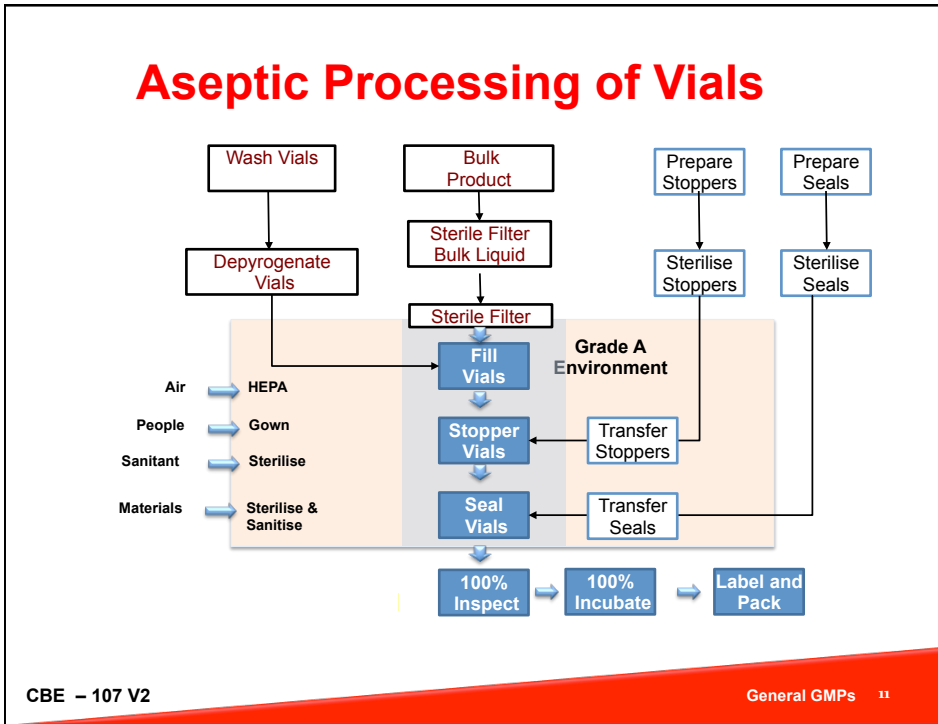 Aseptic Processing of Vials
Wash Vials
Bulk
Product
Prepare
Stoppers
Prepare
Seals
Depyrogenate
Vials
Sterile Filter
Bulk Liquid
Sterilise
Stoppers
Sterilise
Seals
Sterile Filter
Grade A
Environment
Fill
Vials
Air
HEPA
People
Gown
Stopper
Vials
Transfer
Stoppers
Sanitant
Sterilise
Materials
Sterilise &
Sanitise
Seal
Vials
Transfer
Seals
100%
Inspect
100%
Incubate
Label and
Pack
CBE – 107 V2
General GMPs 11